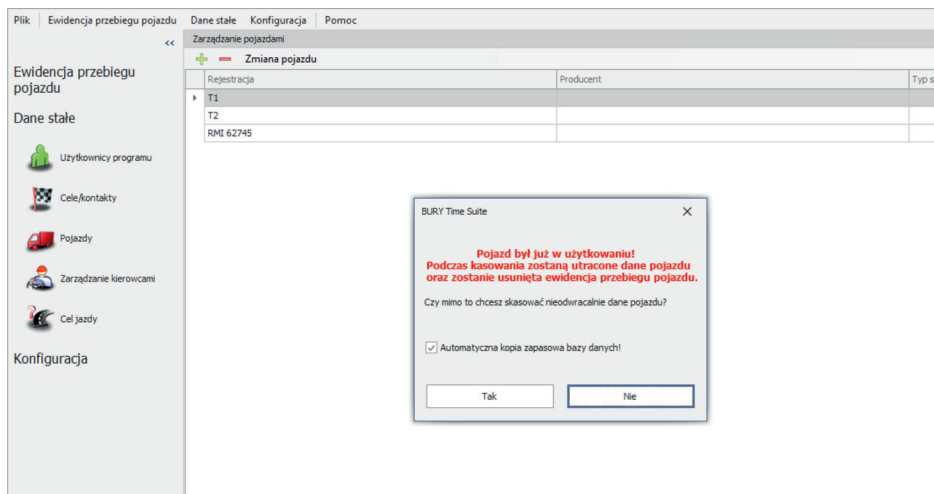 Plik Ewidencja przebiegu pojazdu Dane stałe Konfiguracja Pomoc
<<
Ewidencja przebiegu
pojazdu
Dane stałe
Użytkownicy programu
Cele/kontakty
Pojazdy
Zarządzanie kierowcami
Cel jazdy
Konfiguracja
Zarządzanie pojazdami
Zmiana pojazdu
Rejestracja Producent Typ s
T1
T2
RMI 62745
BURY Time Suite
Pojazd był już w użytkowaniu!
Podczas kasowania zostaną utracone dane pojazdu
oraz zostanie usunięta ewidencja przebiegu pojazdu.
Czy mimo to chcesz skasować nieodwracalnie dane pojazdu?
Automatyczna kopia zapasowa bazy danych!
Tak Nie